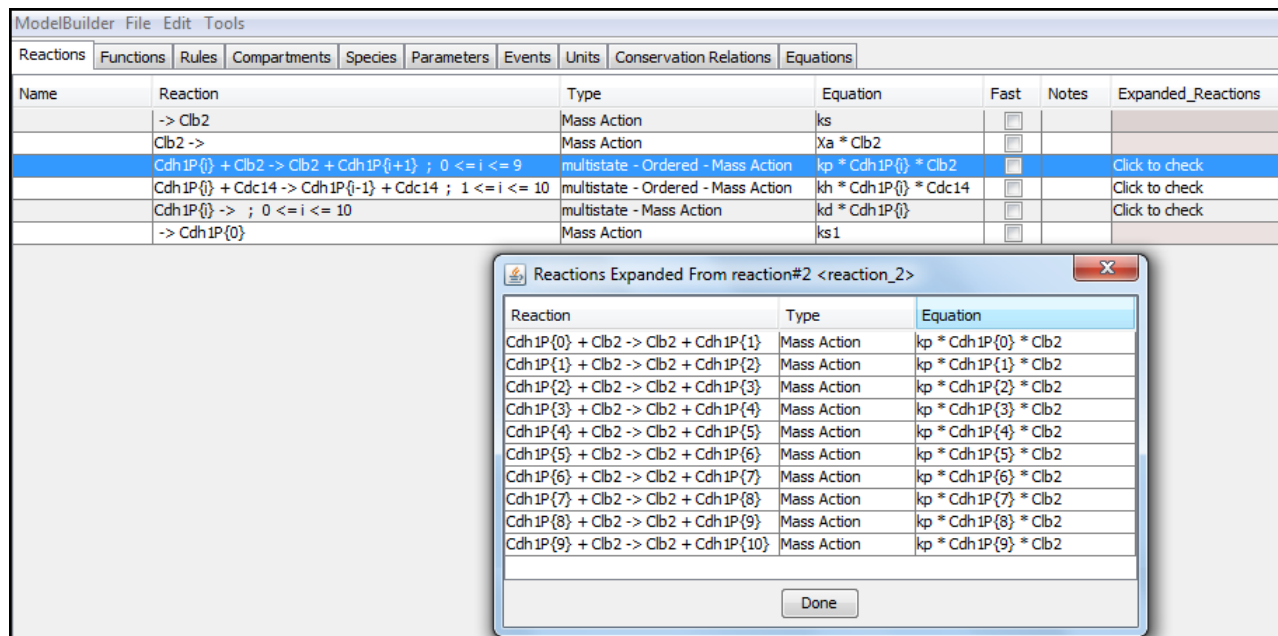 ModelBuilder File Edit Tools
Reactions Functions Rules Compartments Species Parameters Events Units Conservation Relations Equations
Name Reaction Type Equation Fast Notes Expanded_Reactions
-> Clb2 Mass Action ks
Clb2 -> Mass Action Xa * Clb2
Cdh1P{i} + Clb2 -> Clb2 + Cdh1P{i+1} ; 0 <= i <= 9 multistate - Ordered - Mass Action kp * Cdh1P{i} * Clb2 Click to check
Cdh1P{i} + Cdc14 -> Cdh1P{i-1} + Cdc14 ; 1 <= i <= 10 multistate - Ordered - Mass Action kh * Cdh1P{i} * Cdc14 Click to check
Cdh1P{i} -> ; 0 <= i <= 10 multistate - Mass Action kd * Cdh1P{i} Click to check
-> Cdh1P{0} Mass Action ks1
Reactions Expanded From reaction#2 <reaction_2>
Reaction Type Equation
Cdh1P{0} + Clb2 -> Clb2 + Cdh1P{1} Mass Action kp * Cdh1P{0} * Clb2
Cdh1P{1} + Clb2 -> Clb2 + Cdh1P{2} Mass Action kp * Cdh1P{1} * Clb2
Cdh1P{2} + Clb2 -> Clb2 + Cdh1P{3} Mass Action kp * Cdh1P{2} * Clb2
Cdh1P{3} + Clb2 -> Clb2 + Cdh1P{4} Mass Action kp * Cdh1P{3} * Clb2
Cdh1P{4} + Clb2 -> Clb2 + Cdh1P{5} Mass Action kp * Cdh1P{4} * Clb2
Cdh1P{5} + Clb2 -> Clb2 + Cdh1P{6} Mass Action kp * Cdh1P{5} * Clb2
Cdh1P{6} + Clb2 -> Clb2 + Cdh1P{7} Mass Action kp * Cdh1P{6} * Clb2
Cdh1P{7} + Clb2 -> Clb2 + Cdh1P{8} Mass Action kp * Cdh1P{7} * Clb2
Cdh1P{8} + Clb2 -> Clb2 + Cdh1P{9} Mass Action kp * Cdh1P{8} * Clb2
Cdh1P{9} + Clb2 -> Clb2 + Cdh1P{10} Mass Action kp * Cdh1P{9} * Clb2
Done